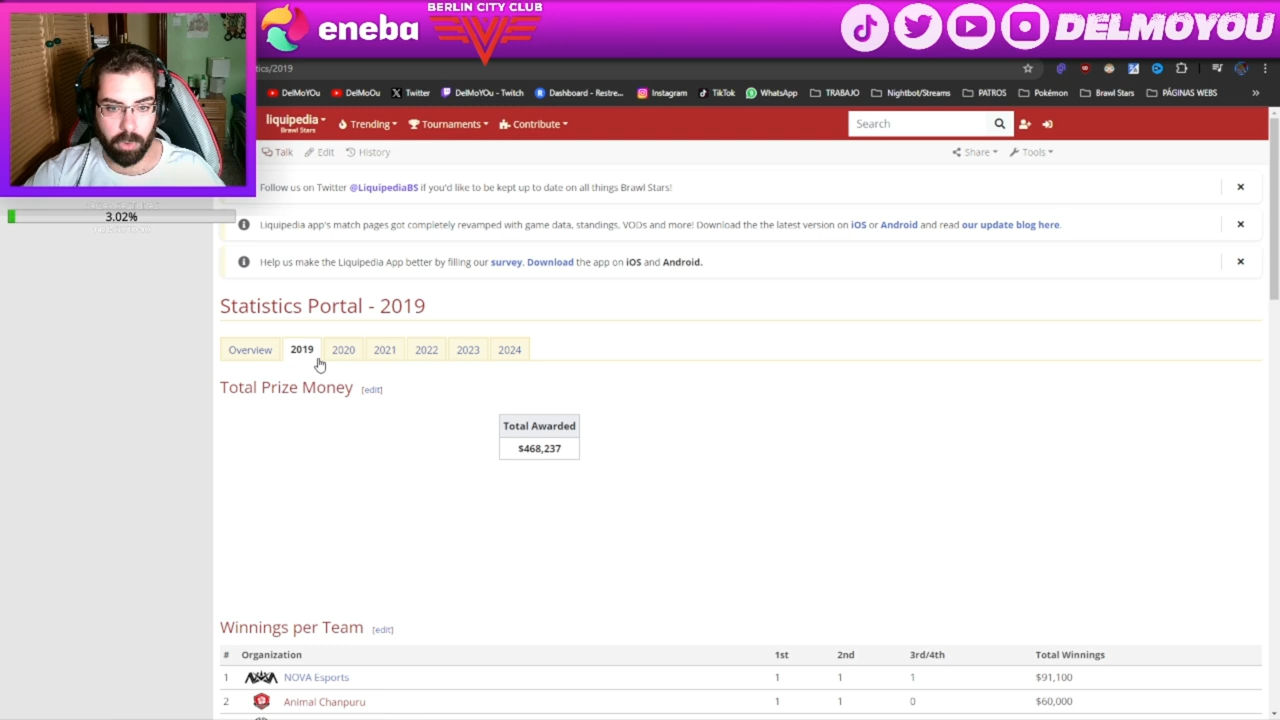 BERLIN CITY CLUB
eneba
DELMOYOU
tics/2019
DelMoYOu
DelMoOu
Twitter
DelMoYOu - Twitch
Dashboard - Restre...
Instagram
TikTok
WhatsApp
TRABAJO
Nightbot/Streams
PATROS
Pokémon
Brawl Stars
PÁGINAS WEBS
»
liquipedia
Brawl Stars
Trending
Tournaments
Contribute
Search
Talk
Edit
History
Share
Tools
Follow us on Twitter @LiquipediaBS if you'd like to be kept up to date on all things Brawl Stars!
3.02%
Liquipedia app's match pages got completely revamped with game data, standings, VODs and more! Download the the latest version on iOS or Android and read our update blog here.
Help us make the Liquipedia App better by filling our survey. Download the app on iOS and Android.
Statistics Portal - 2019
Overview 2019 2020 2021 2022 2023 2024
Total Prize Money [edit]
Total Awarded
$468,237
Winnings per Team [edit]
# Organization 1st 2nd 3rd/4th Total Winnings
1 NOVA Esports 1 1 1 $91,100
2 Animal Chanpuru 1 1 0 $60,000